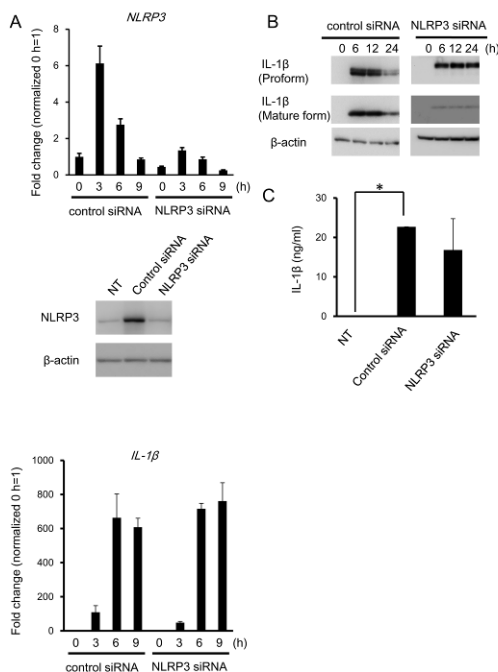 A
NLRP3
Fold change (normalized 0 h=1)
8
6
4
2
0
0 3 6 9 0 3 6 9 (h)
control siRNA NLRP3 siRNA
NT Control siRNA NLRP3 siRNA
NLRP3
β-actin
IL-1β
Fold change (normalized 0 h=1)
1000
800
600
400
200
0
0 3 6 9 0 3 6 9 (h)
control siRNA NLRP3 siRNA
B
control siRNA NLRP3 siRNA
0 6 12 24 0 6 12 24 (h)
IL-1β
(Proform)
IL-1β
(Mature form)
β-actin
C
*
IL-1β (ng/ml)
30
20
10
0
NT Control siRNA NLRP3 siRNA